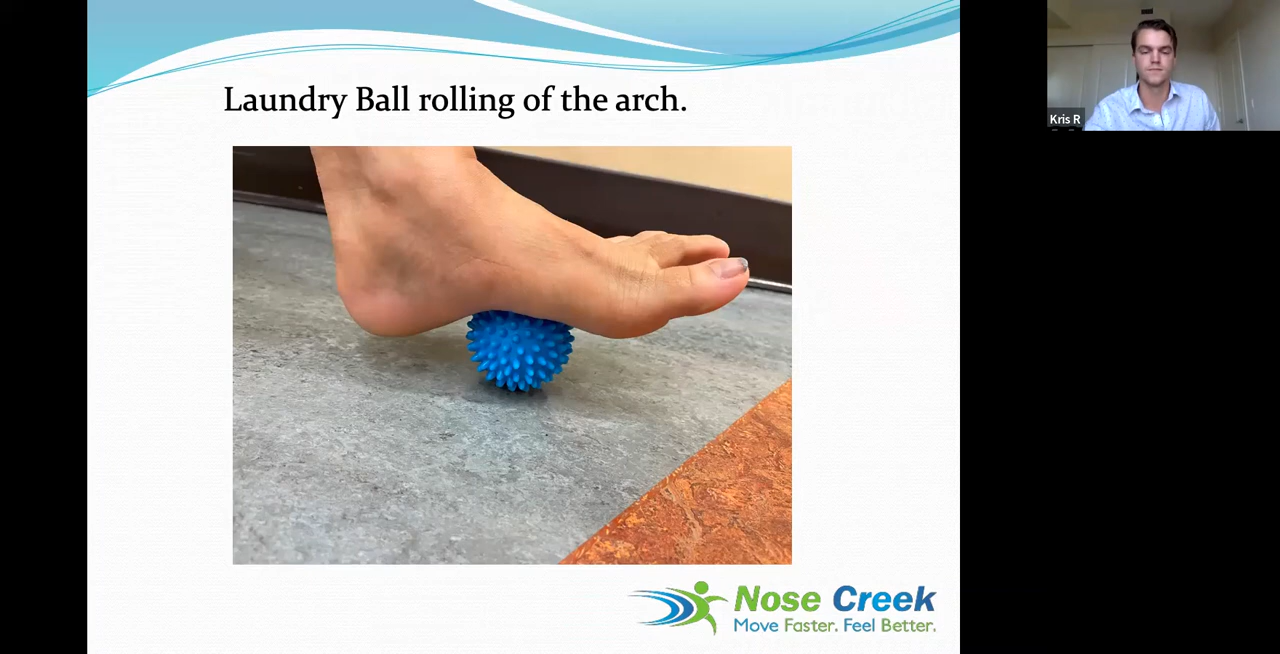 Laundry Ball rolling of the arch.
Kris R
Nose Creek
Move Faster. Feel Better.